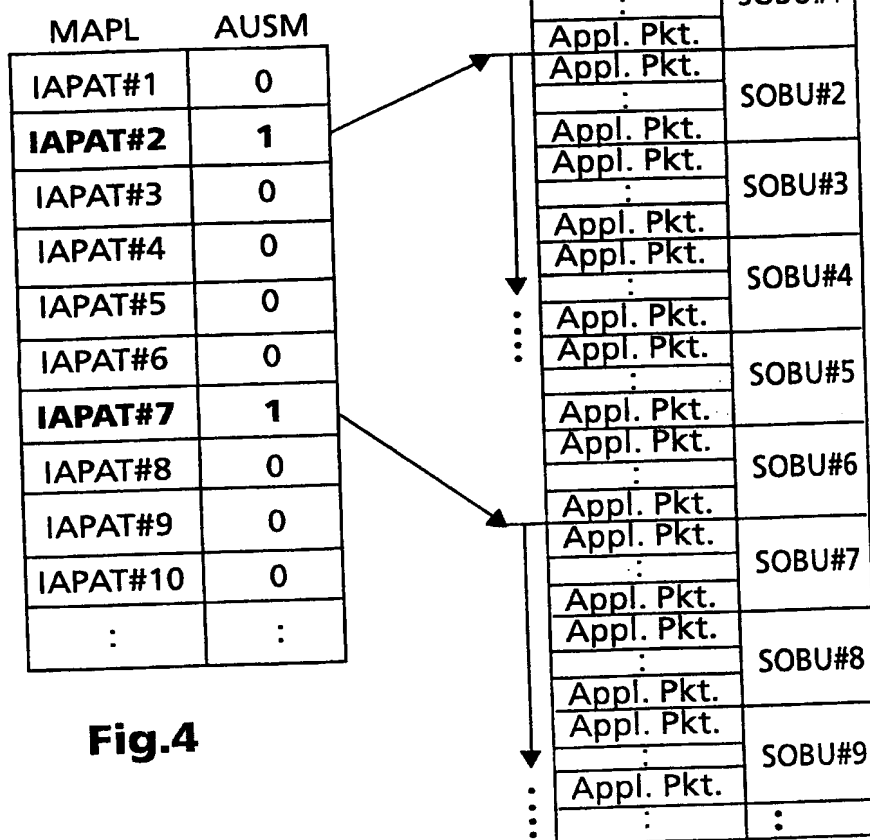 MAPL AUSM
IAPAT#1 0
IAPAT#2 1
IAPAT#3 0
IAPAT#4 0
IAPAT#5 0
IAPAT#6 0
IAPAT#7 1
IAPAT#8 0
IAPAT#9 0
IAPAT#10 0
: :
Fig.4
:
Appl. Pkt.
Appl. Pkt.
: SOBU#2
Appl. Pkt.
Appl. Pkt.
: SOBU#3
Appl. Pkt.
Appl. Pkt.
: SOBU#4
Appl. Pkt.
Appl. Pkt.
: SOBU#5
Appl. Pkt.
Appl. Pkt.
: SOBU#6
Appl. Pkt.
Appl. Pkt.
: SOBU#7
Appl. Pkt.
Appl. Pkt.
: SOBU#8
Appl. Pkt.
Appl. Pkt.
: SOBU#9
Appl. Pkt.
: :